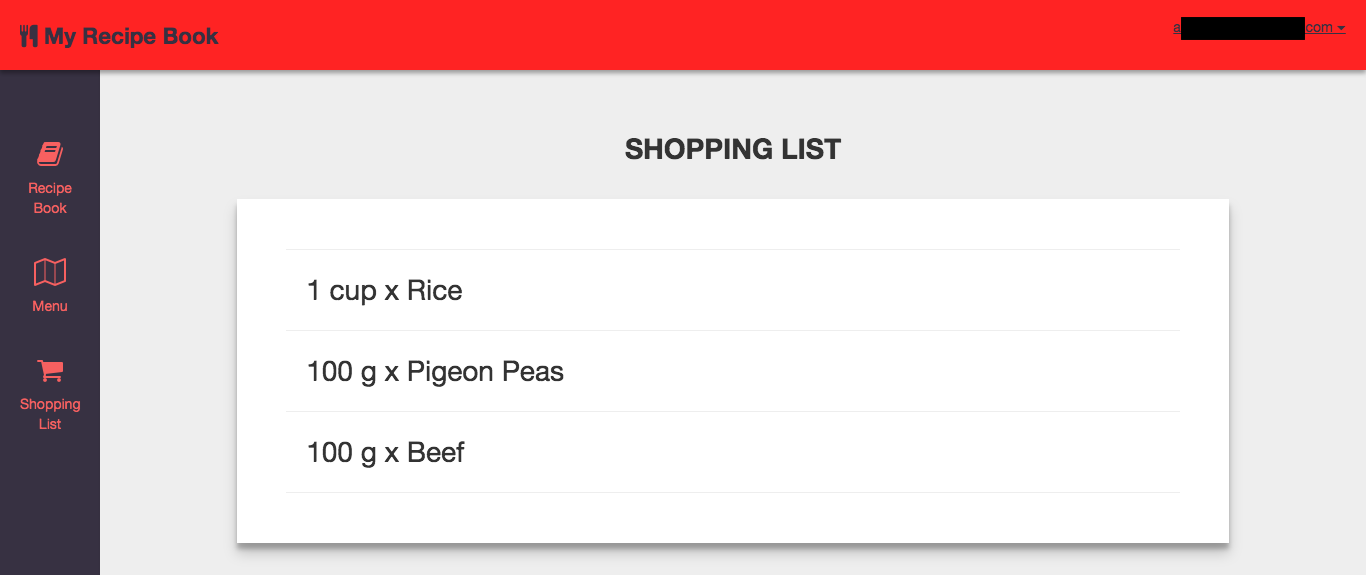 My Recipe Book
a com
SHOPPING LIST
Recipe
Book
Menu
Shopping
List
1 cup x Rice
100 g x Pigeon Peas
100 g x Beef